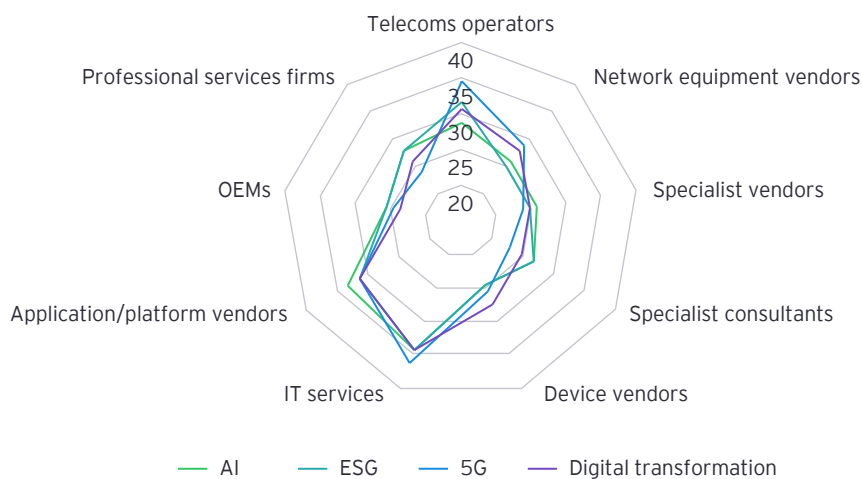 Telecoms operators
40
Professional services firms
Network equipment vendors
35
30
25
OEMs
Specialist vendors
20
Application/platform vendors
Specialist consultants
IT services
Device vendors
AI
ESG
5G
Digital transformation